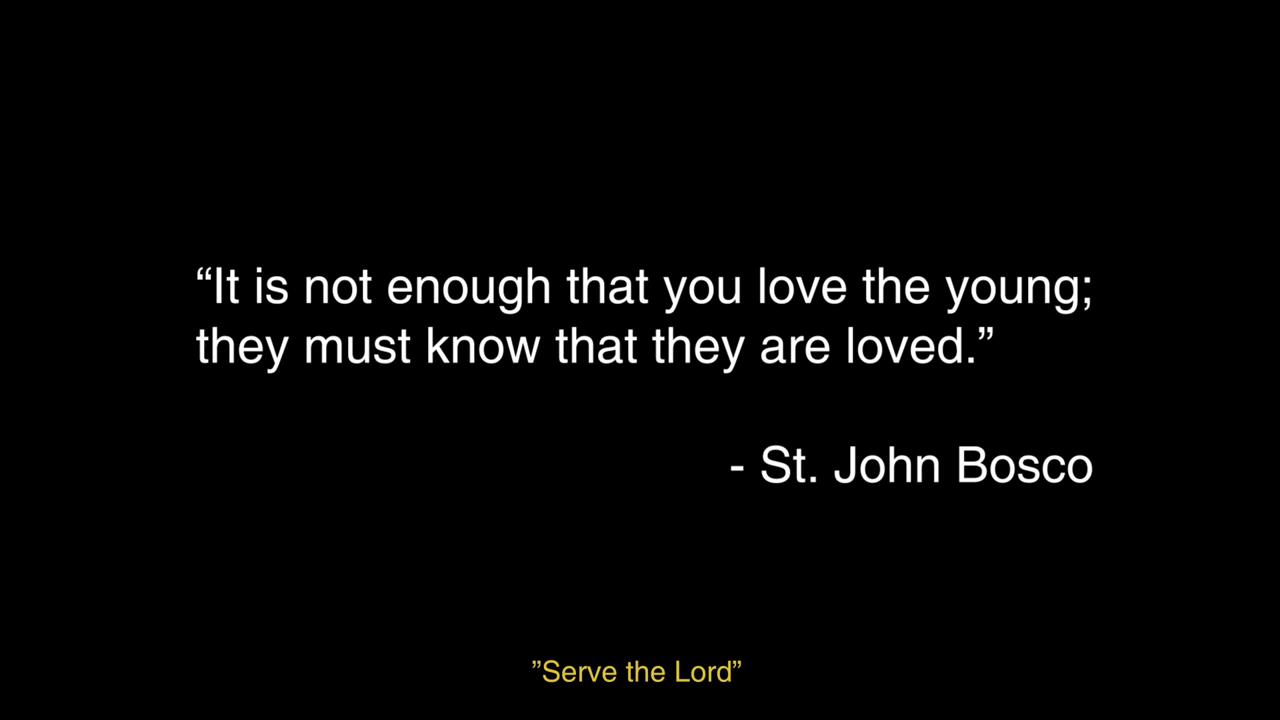 “It is not enough that you love the young;
they must know that they are loved.”
- St. John Bosco
”Serve the Lord”